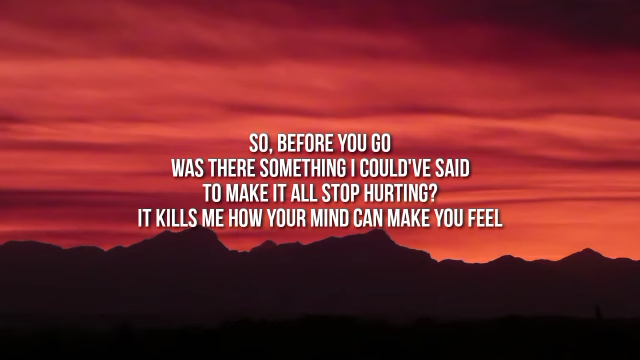 SO, BEFORE YOU GO
WAS THERE SOMETHING I COULD'VE SAID
TO MAKE IT ALL STOP HURTING?
IT KILLS ME HOW YOUR MIND CAN MAKE YOU FEEL